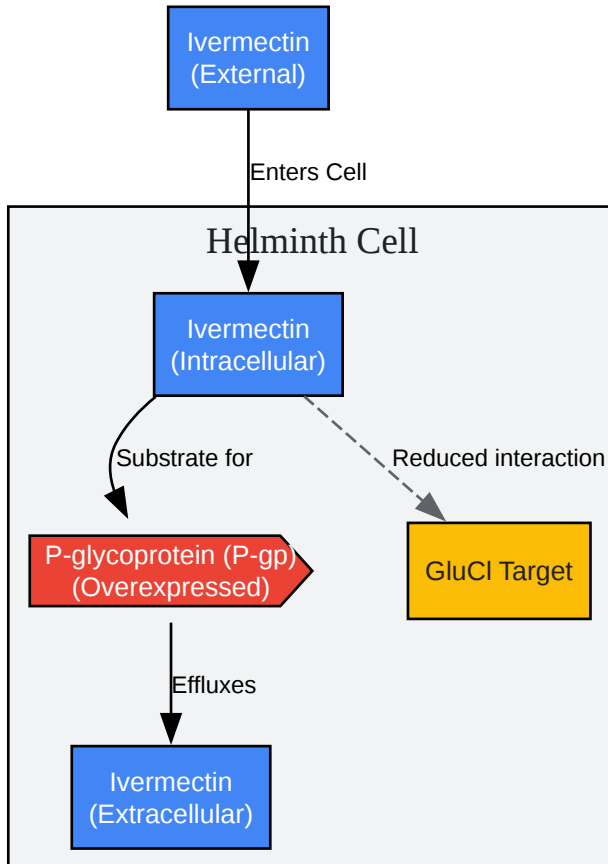 Ivermectin
(External)
Enters Cell
Helminth Cell
Ivermectin
(Intracellular)
Substrate for
Reduced interaction
P-glycoprotein (P-gp)
(Overexpressed)
GluCl Target
Effluxes
Ivermectin
(Extracellular)